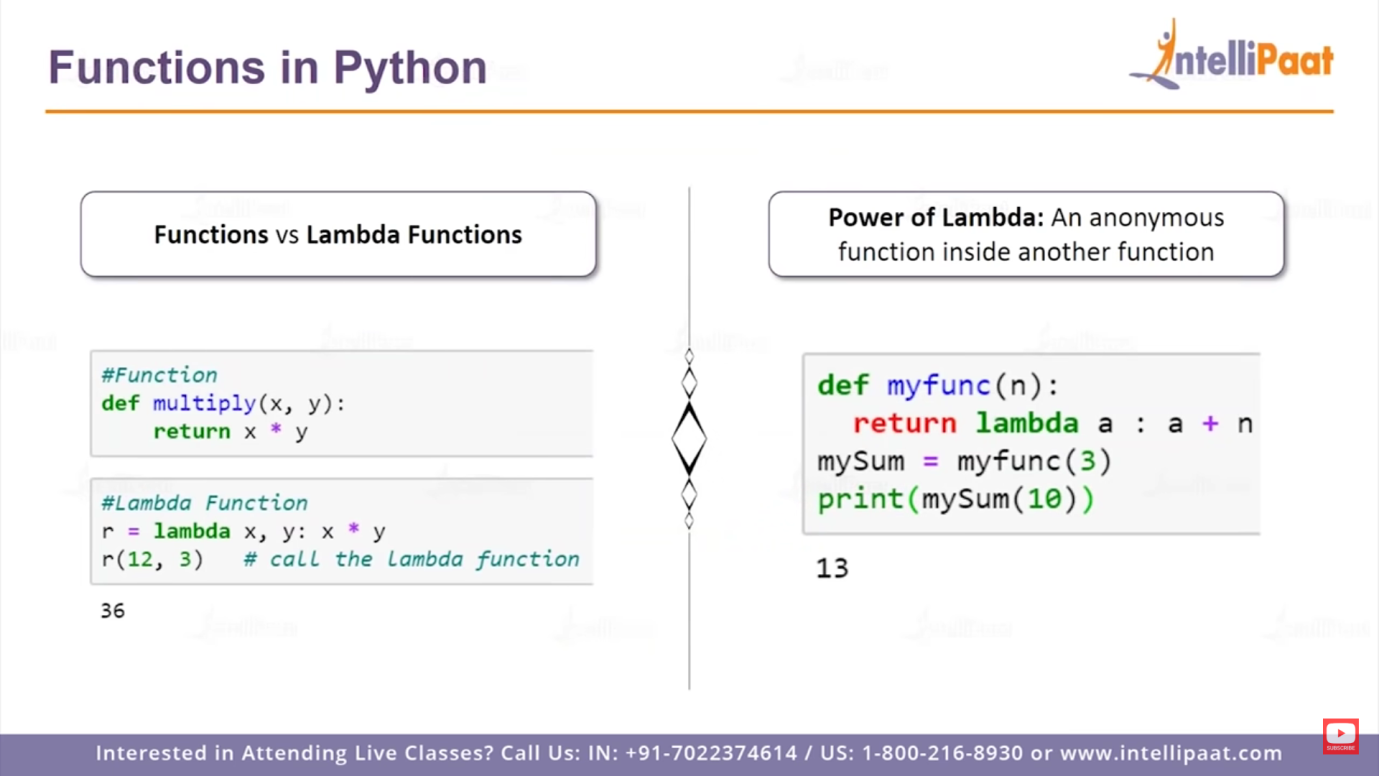 Functions in Python
IntelliPaat
Functions vs Lambda Functions
#Function
def multiply(x, y):
    return x * y
#Lambda Function
r = lambda x, y: x * y
r(12, 3)   # call the lambda function
36
Power of Lambda: An anonymous
function inside another function
def myfunc(n):
  return lambda a : a + n
mySum = myfunc(3)
print(mySum(10))
13
SUBSCRIBE
Interested in Attending Live Classes? Call Us: IN: +91-7022374614 / US: 1-800-216-8930 or www.intellipaat.com